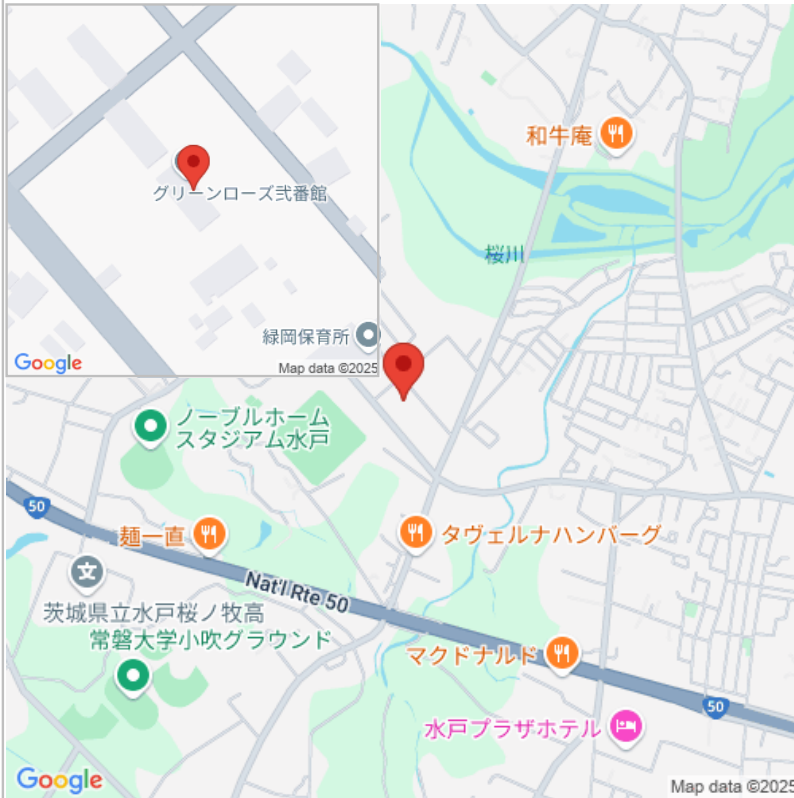 グリーンローズ弐番館
緑岡保育所
Google
Map data ©2025
和牛庵
桜川
ノーブルホーム
スタジアム水戸
50
麺一直
タヴェルナハンバーグ
文
Nat'l Rte 50
茨城県立水戸桜ノ牧高
常磐大学小吹グラウンド
マクドナルド
50
水戸プラザホテル
Google
Map data ©2025